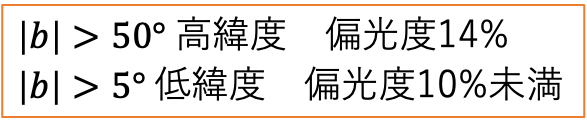 |b| > 50° 高緯度 偏光度14%
|b| > 5° 低緯度 偏光度10%未満